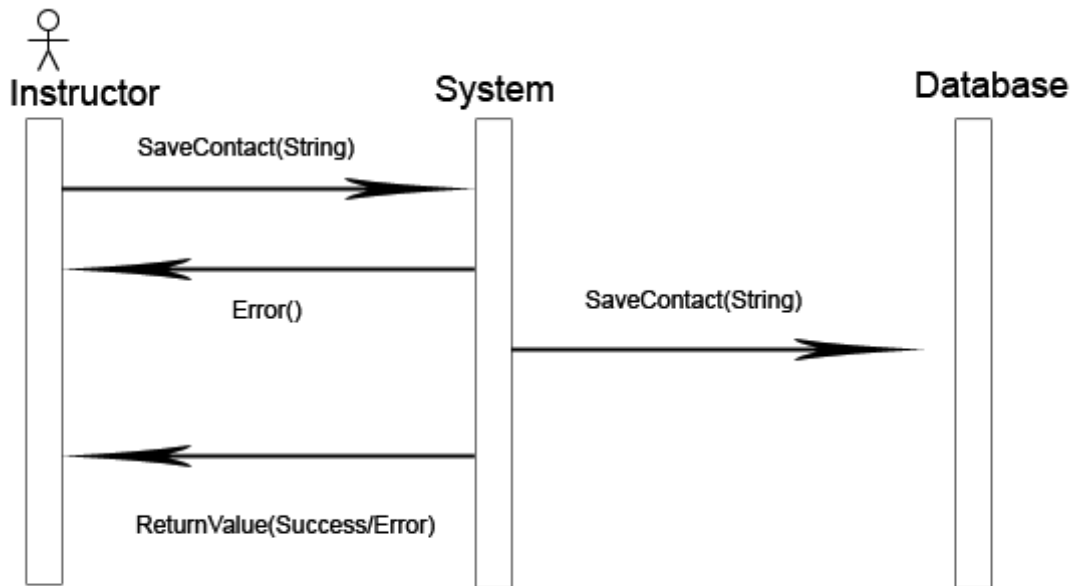 Instructor
System
Database
SaveContact(String)
Error()
SaveContact(String)
ReturnValue(Success/Error)